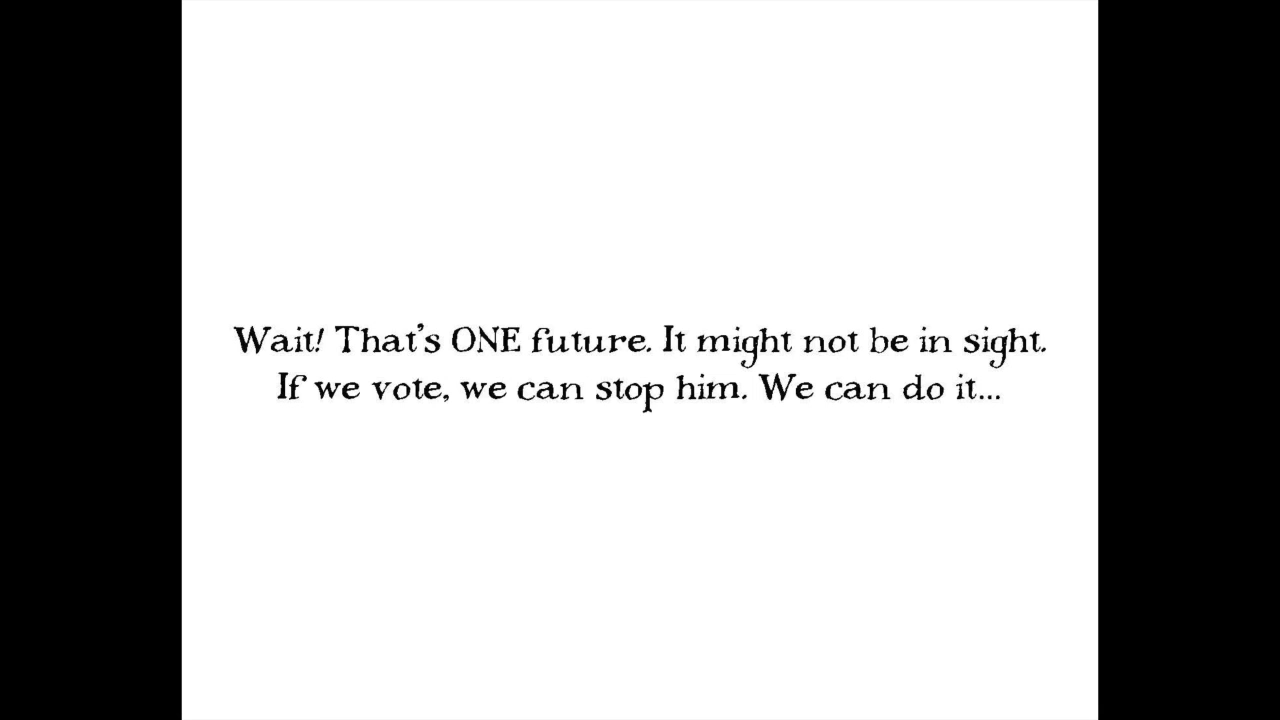 Wait! That's ONE future. It might not be in sight.
If we vote, we can stop him. We can do it...